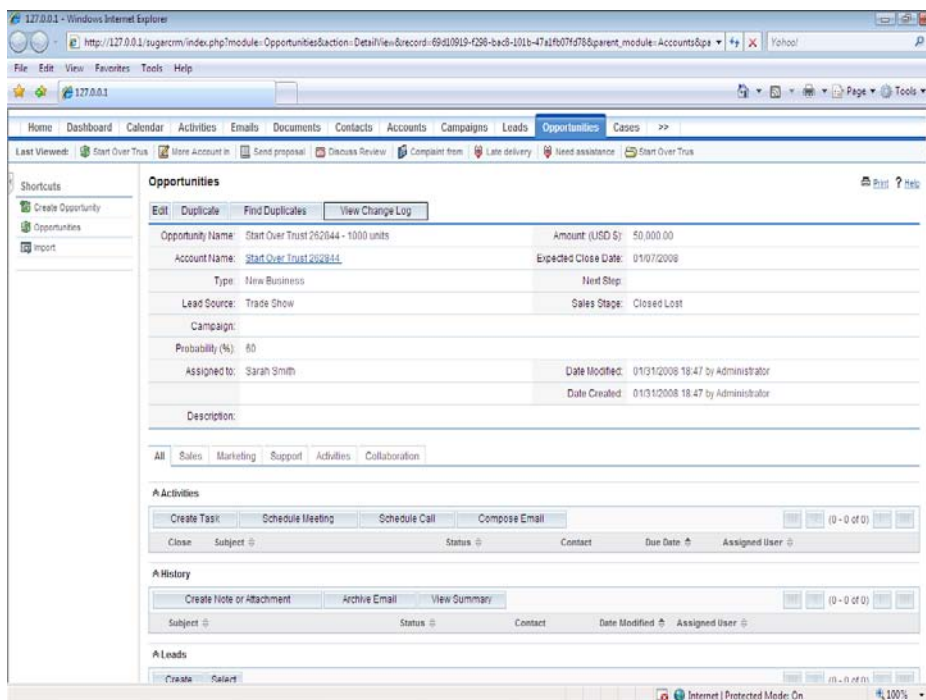 127.0.0.1 - Windows Internet Explorer
http://127.0.0.1/sugarcrm/index.php?module=Opportunities&action=DetailView&record=69d10919-f298-bac8-101b-47a1fb07fd78&parent_module=Accounts&pa
Yahoo!
File Edit View Favorites Tools Help
127.0.0.1
Page Tools
Home Dashboard Calendar Activities Emails Documents Contacts Accounts Campaigns Leads Opportunities Cases >>
Last Viewed: Start Over Trus More Account In Send proposal Discuss Review Complaint from Late delivery Need assistance Start Over Trus
Shortcuts
Create Opportunity
Opportunities
Import
Opportunities
Print ? Help
Edit Duplicate Find Duplicates View Change Log
Opportunity Name: Start Over Trust 262844 - 1000 units Amount: (USD $): 50,000.00
Account Name: Start Over Trust 262844 Expected Close Date: 01/07/2008
Type: New Business Next Step:
Lead Source: Trade Show Sales Stage: Closed Lost
Campaign:
Probability (%): 60
Assigned to: Sarah Smith Date Modified: 01/31/2008 18:47 by Administrator
Date Created: 01/31/2008 18:47 by Administrator
Description:
All Sales Marketing Support Activities Collaboration
Activities
Create Task Schedule Meeting Schedule Call Compose Email (0 - 0 of 0)
Close Subject Status Contact Due Date Assigned User
History
Create Note or Attachment Archive Email View Summary (0 - 0 of 0)
Subject Status Contact Date Modified Assigned User
Leads
Create Select (0 - 0 of 0)
Internet | Protected Mode: On 100%